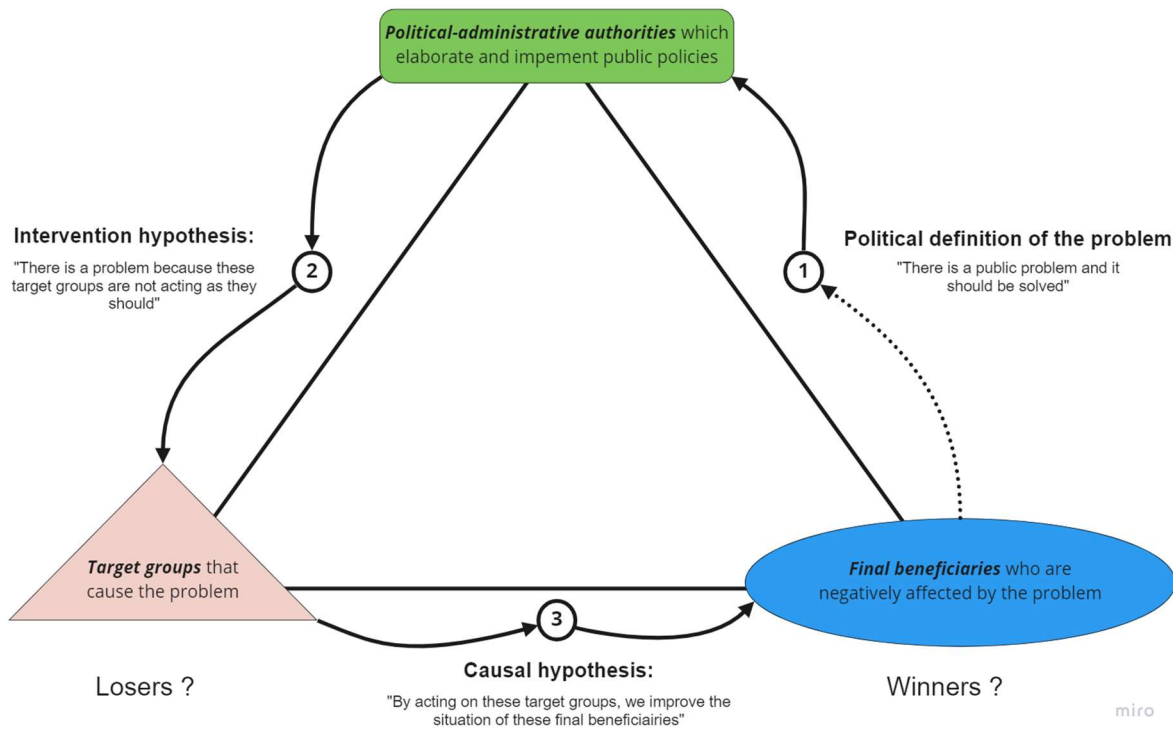 Political-administrative authorities which
elaborate and impement public policies
Intervention hypothesis:
"There is a problem because these
target groups are not acting as they
should"
2
Political definition of the problem
"There is a public problem and it
should be solved"
1
Target groups that
cause the problem
Final beneficiaries who are
negatively affected by the problem
3
Causal hypothesis:
"By acting on these target groups, we improve the
situation of these final beneficiairies"
Losers ?
Winners ?
miro